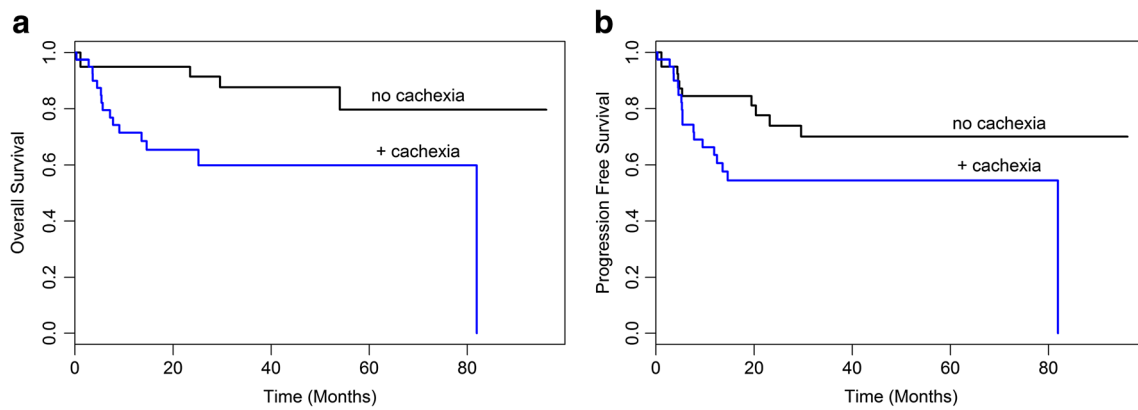 a
Overall Survival
1.0
0.8
0.6
0.4
0.2
0.0
no cachexia
+ cachexia
0 20 40 60 80
Time (Months)
b
Progression Free Survival
1.0
0.8
0.6
0.4
0.2
0.0
no cachexia
+ cachexia
0 20 40 60 80
Time (Months)